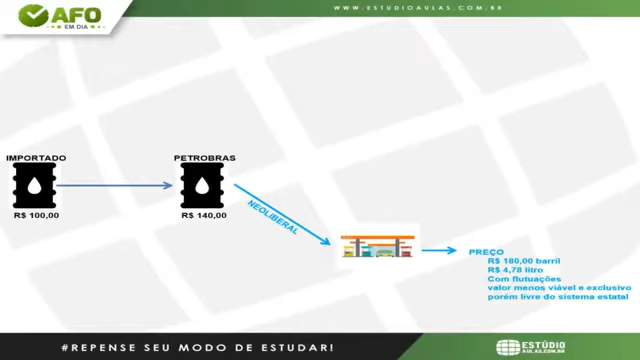 AFO
EM DIA
WWW.ESTUDIOAULAS.COM.BR
IMPORTADO
PETROBRAS
R$ 100,00
R$ 140,00
NEOLIBERAL
PREÇO
R$ 180,00 barril
R$ 4,78 litro
Com flutuações
valor menos viável e exclusivo
porém livre do sistema estatal
#REPENSE SEU MODO DE ESTUDAR!
ESTÚDIO
AULAS.COM.BR